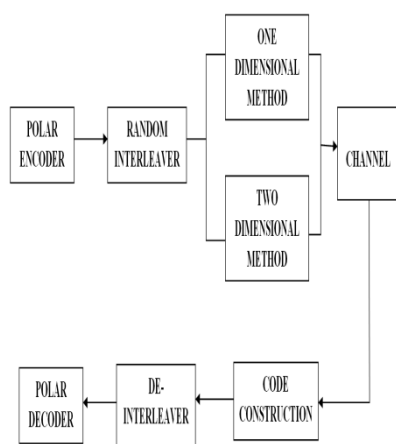 POLAR
ENCODER
RANDOM
INTERLEAVER
ONE
DIMENSIONAL
METHOD
TWO
DIMENSIONAL
METHOD
CHANNEL
CODE
CONSTRUCTION
DE-
INTERLEAVER
POLAR
DECODER